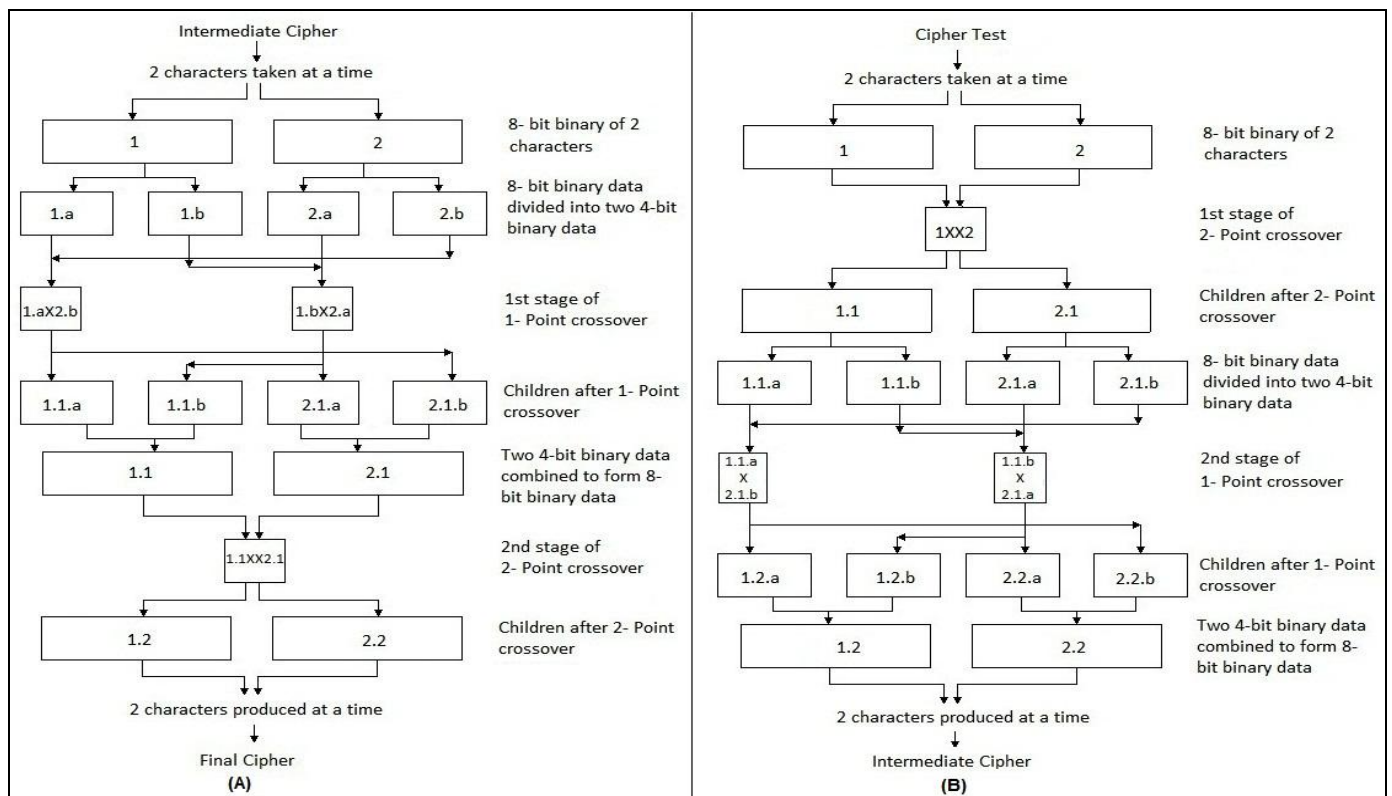 Intermediate Cipher
2 characters taken at a time
1
2
8- bit binary of 2
characters
1.a
1.b
2.a
2.b
8- bit binary data
divided into two 4-bit
binary data
1.aX2.b
1.bX2.a
1st stage of
1- Point crossover
1.1.a
1.1.b
2.1.a
2.1.b
Children after 1- Point
crossover
1.1
2.1
Two 4-bit binary data
combined to form 8-
bit binary data
1.1XX2.1
2nd stage of
2- Point crossover
1.2
2.2
Children after 2- Point
crossover
2 characters produced at a time
Final Cipher
(A)
Cipher Test
2 characters taken at a time
1
2
8- bit binary of 2
characters
1XX2
1st stage of
2- Point crossover
1.1
2.1
Children after 2- Point
crossover
1.1.a
1.1.b
2.1.a
2.1.b
8- bit binary data
divided into two 4-bit
binary data
1.1.a
X
2.1.b
1.1.b
X
2.1.a
2nd stage of
1- Point crossover
1.2.a
1.2.b
2.2.a
2.2.b
Children after 1- Point
crossover
1.2
2.2
Two 4-bit binary data
combined to form 8-
bit binary data
2 characters produced at a time
Intermediate Cipher
(B)